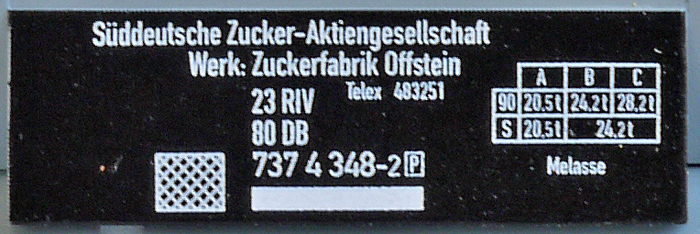 Süddeutsche Zucker-Aktiengesellschaft
Werk: Zuckerfabrik Offstein
Telex 483251
23 RIV
80 DB
737 4 348-2 P
A B C
90 20.5t 24.2t 28.2t
S 20.5t 24.2t
Melasse